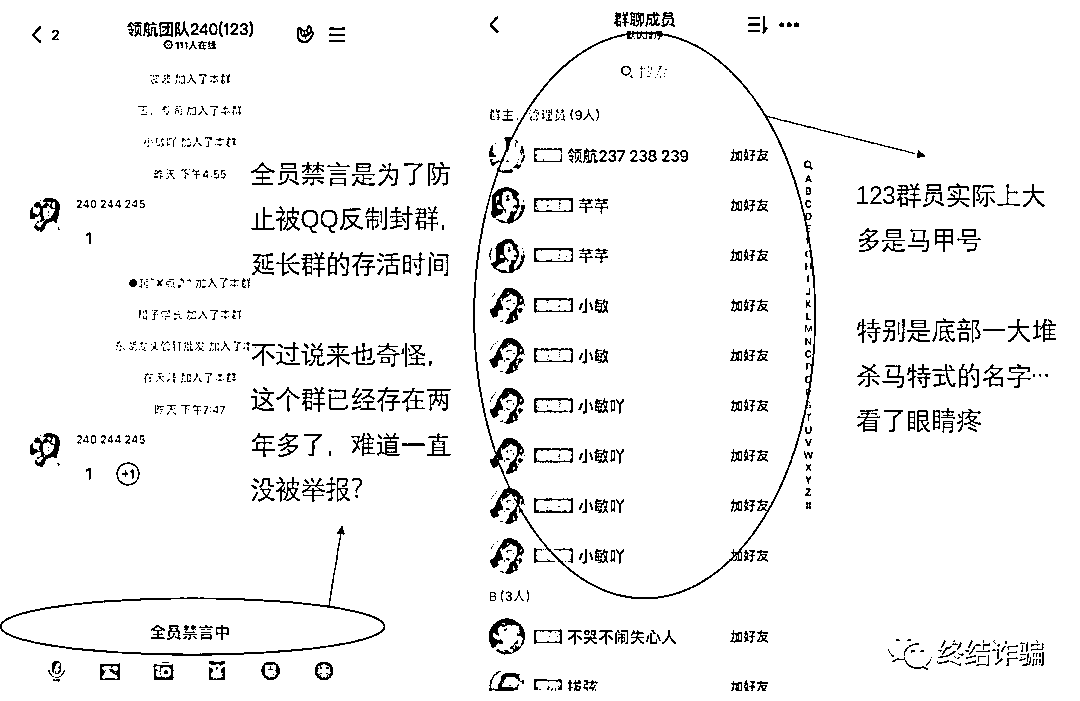 2
领航团队240(123)
111人在线
加入了本群
加入了本群
小敏吖 加入了本群
昨天 下午4:55
240 244 245
1
加入了本群
加入了本群
加入了本
加入了本群
昨天 下午7:47
240 244 245
1
+1
全员禁言中
全员禁言是为了防
止被QQ反制封群，
延长群的存活时间
不过说来也奇怪，
这个群已经存在两
年多了，难道一直
没被举报？
群聊成员
默认排序
搜索
群主、管理员 (9人)
领航237 238 239 加好友
芊芊 加好友
芊芊 加好友
小敏 加好友
小敏 加好友
小敏吖 加好友
小敏吖 加好友
小敏吖 加好友
小敏吖 加好友
B (3人)
不哭不闹失心人 加好友
拨弦 加好友
A
B
C
D
E
F
G
H
I
J
K
L
M
N
O
P
Q
R
S
T
U
V
W
X
Y
Z
#
123群员实际上大
多是马甲号
特别是底部一大堆
杀马特式的名字…
看了眼睛疼
终结诈骗